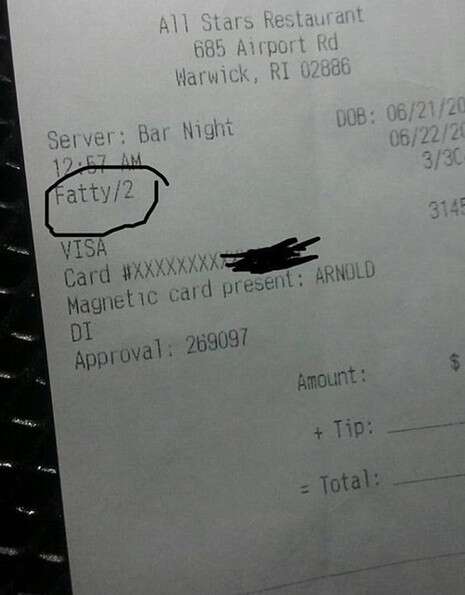 All Stars Restaurant
685 Airport Rd
Warwick, RI 02886
Server: Bar Night
DOB: 06/21/20
12:57 AM
06/22/20
Fatty/2
3/30
VISA
3145
Card #XXXXXXXX
Magnetic card present: ARNOLD
DI
Approval: 269097
Amount:
$
+ Tip:
= Total: